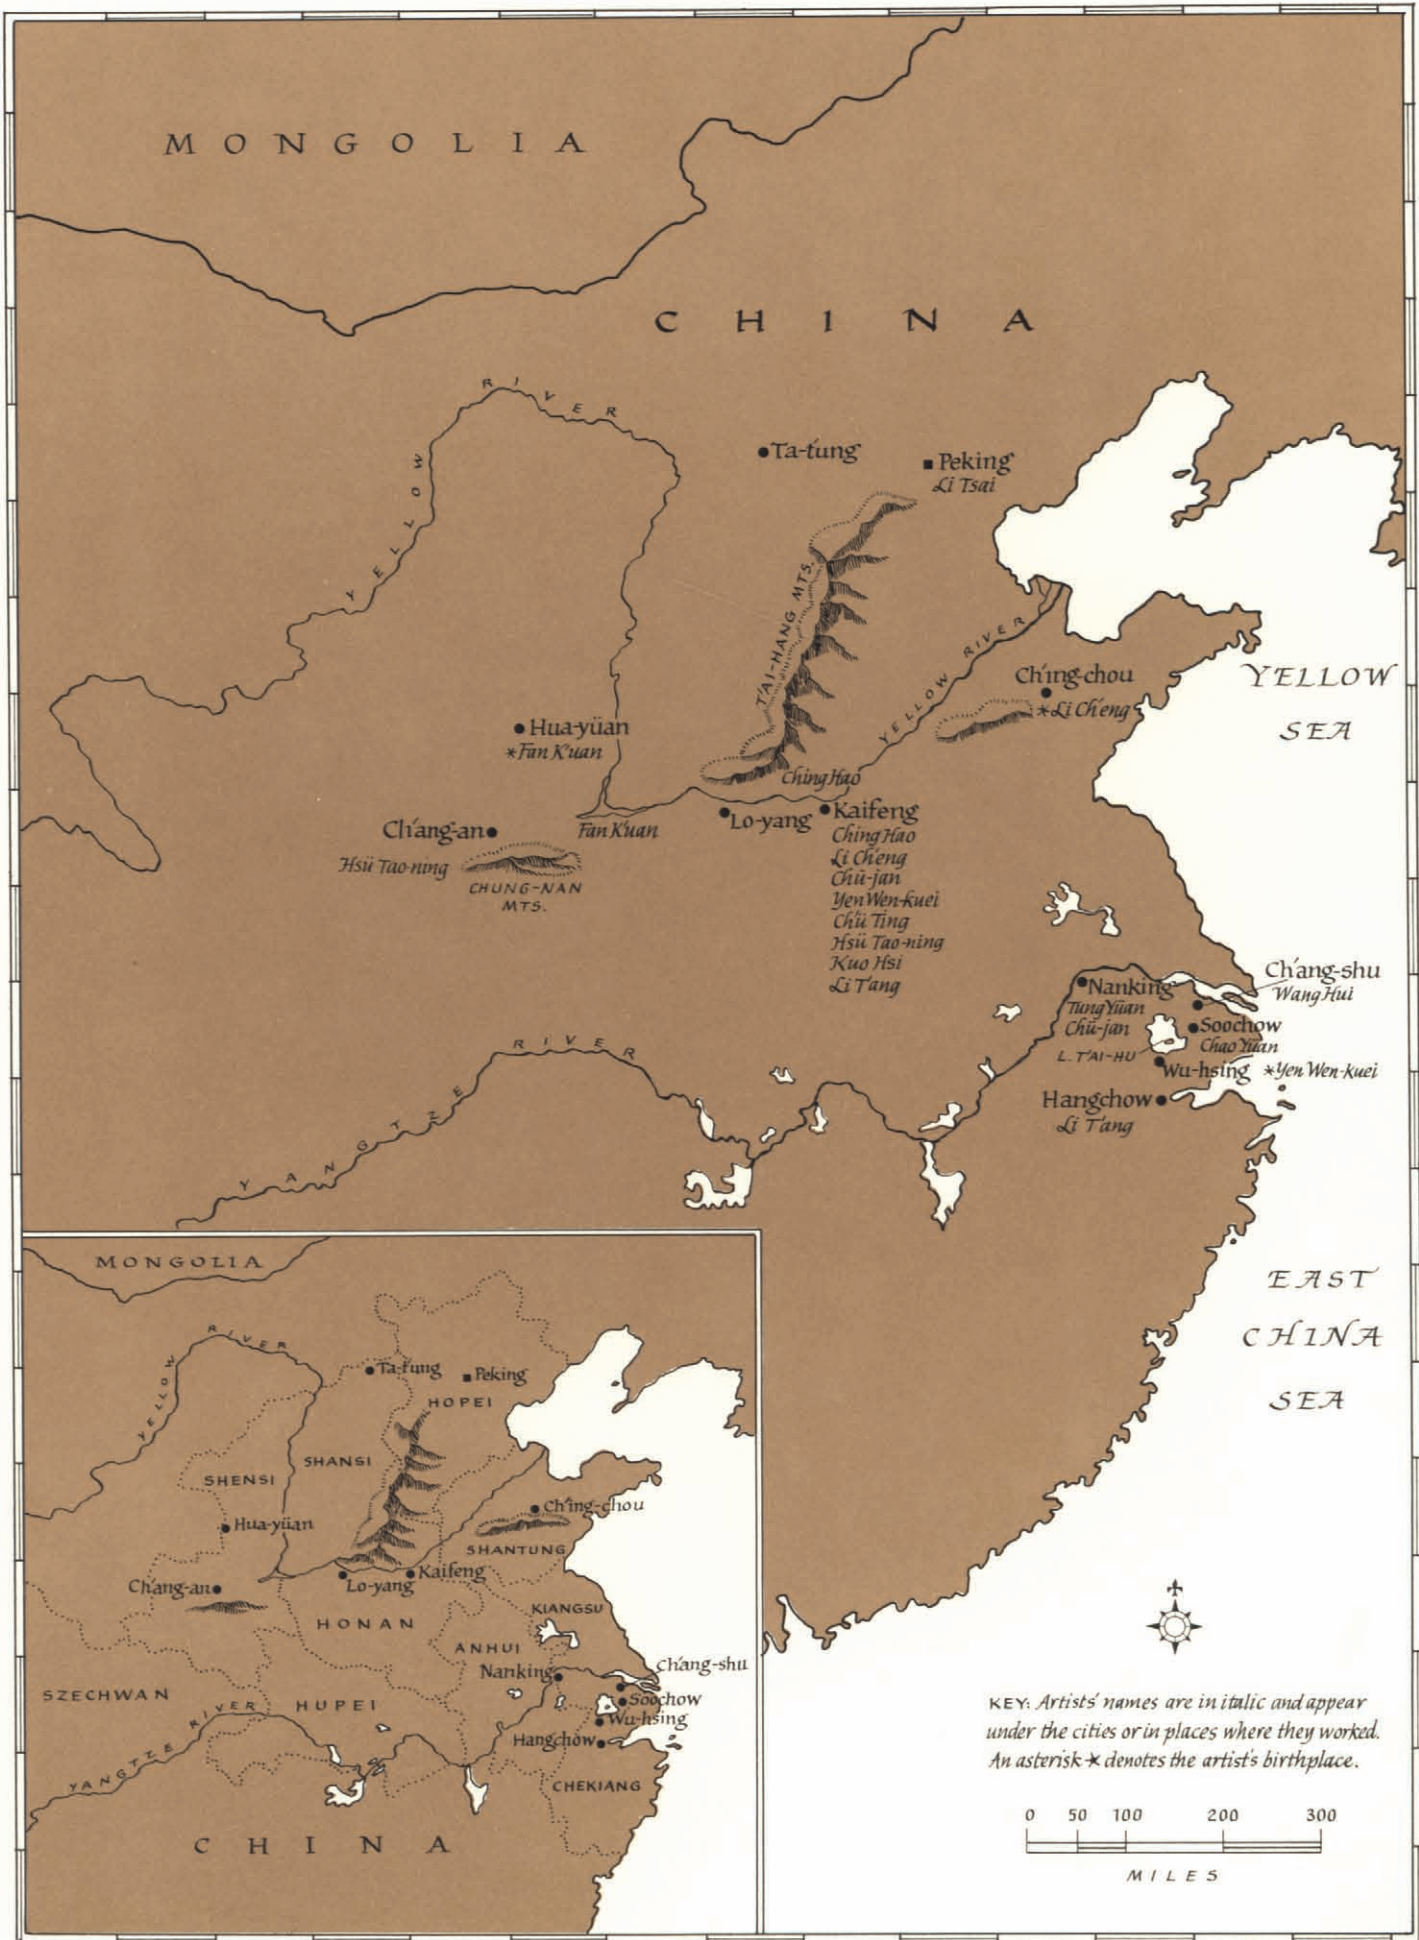 MONGOLIA
CHINA
YELLOW RIVER
Ta-t'ung
Peking
Li Tsai
T'AI-HANG MTS.
YELLOW RIVER
Ch'ing-chou
*Li Ch'eng
YELLOW
SEA
Hua-yüan
*Fan K'uan
Ching Hao
Ch'ang-an
Hsü Tao-ning
CHUNG-NAN
MTS.
Fan K'uan
Lo-yang
Kaifeng
Ching Hao
Li Ch'eng
Chü-jan
Yen Wen-kuei
Ch'ü Ting
Hsü Tao-ning
Kuo Hsi
Li T'ang
Ch'ang-shu
Wang Hui
Nanking
Tung Yüan
Chü-jan
Soochow
Chao Yüan
L. T'AI-HU
Wu-hsing
*Yen Wen-kuei
Hangchow
Li T'ang
YANGTZE RIVER
EAST
CHINA
SEA
MONGOLIA
YELLOW RIVER
Ta-t'ung
Peking
HOPEI
SHANSI
SHENSI
Ch'ing-chou
Hua-yüan
SHANTUNG
Ch'ang-an
Lo-yang
Kaifeng
KIANGSU
HONAN
ANHUI
Nanking
Ch'ang-shu
SZECHWAN
HUPEI
Soochow
Wu-hsing
Hangchow
YANGTZE RIVER
CHEKIANG
CHINA
KEY: Artists' names are in italic and appear
under the cities or in places where they worked.
An asterisk * denotes the artist's birthplace.
0 50 100 200 300
MILES